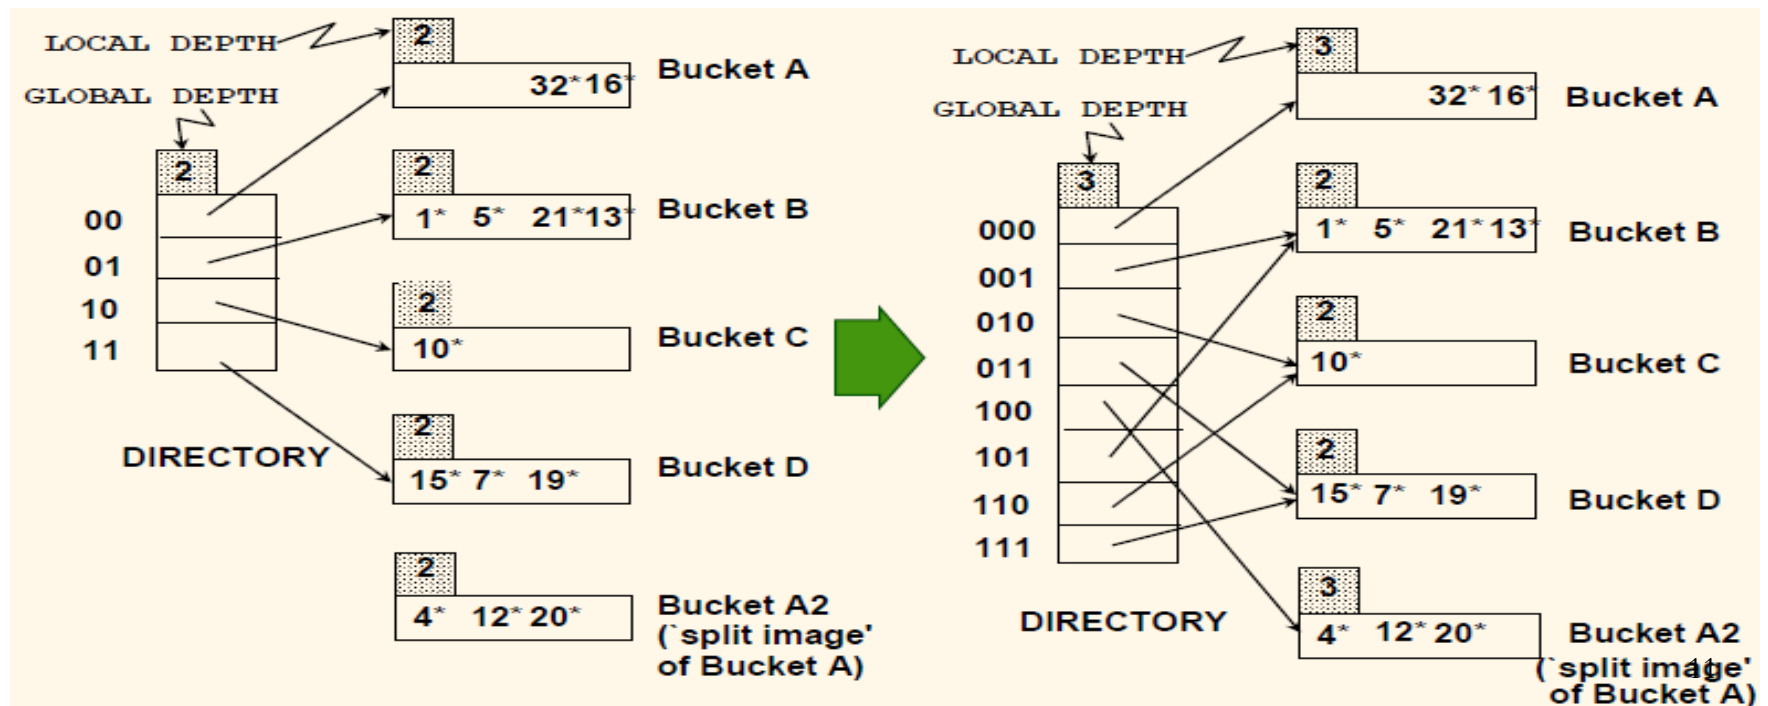 LOCAL DEPTH
GLOBAL DEPTH
2
00
01
10
11
DIRECTORY
2
32* 16*
Bucket A
2
1* 5* 21* 13*
Bucket B
2
10*
Bucket C
2
15* 7* 19*
Bucket D
2
4* 12* 20*
Bucket A2
(`split image'
of Bucket A)
LOCAL DEPTH
GLOBAL DEPTH
3
000
001
010
011
100
101
110
111
DIRECTORY
3
32* 16*
Bucket A
2
1* 5* 21* 13*
Bucket B
2
10*
Bucket C
2
15* 7* 19*
Bucket D
3
4* 12* 20*
Bucket A2
(`split image'
of Bucket A)